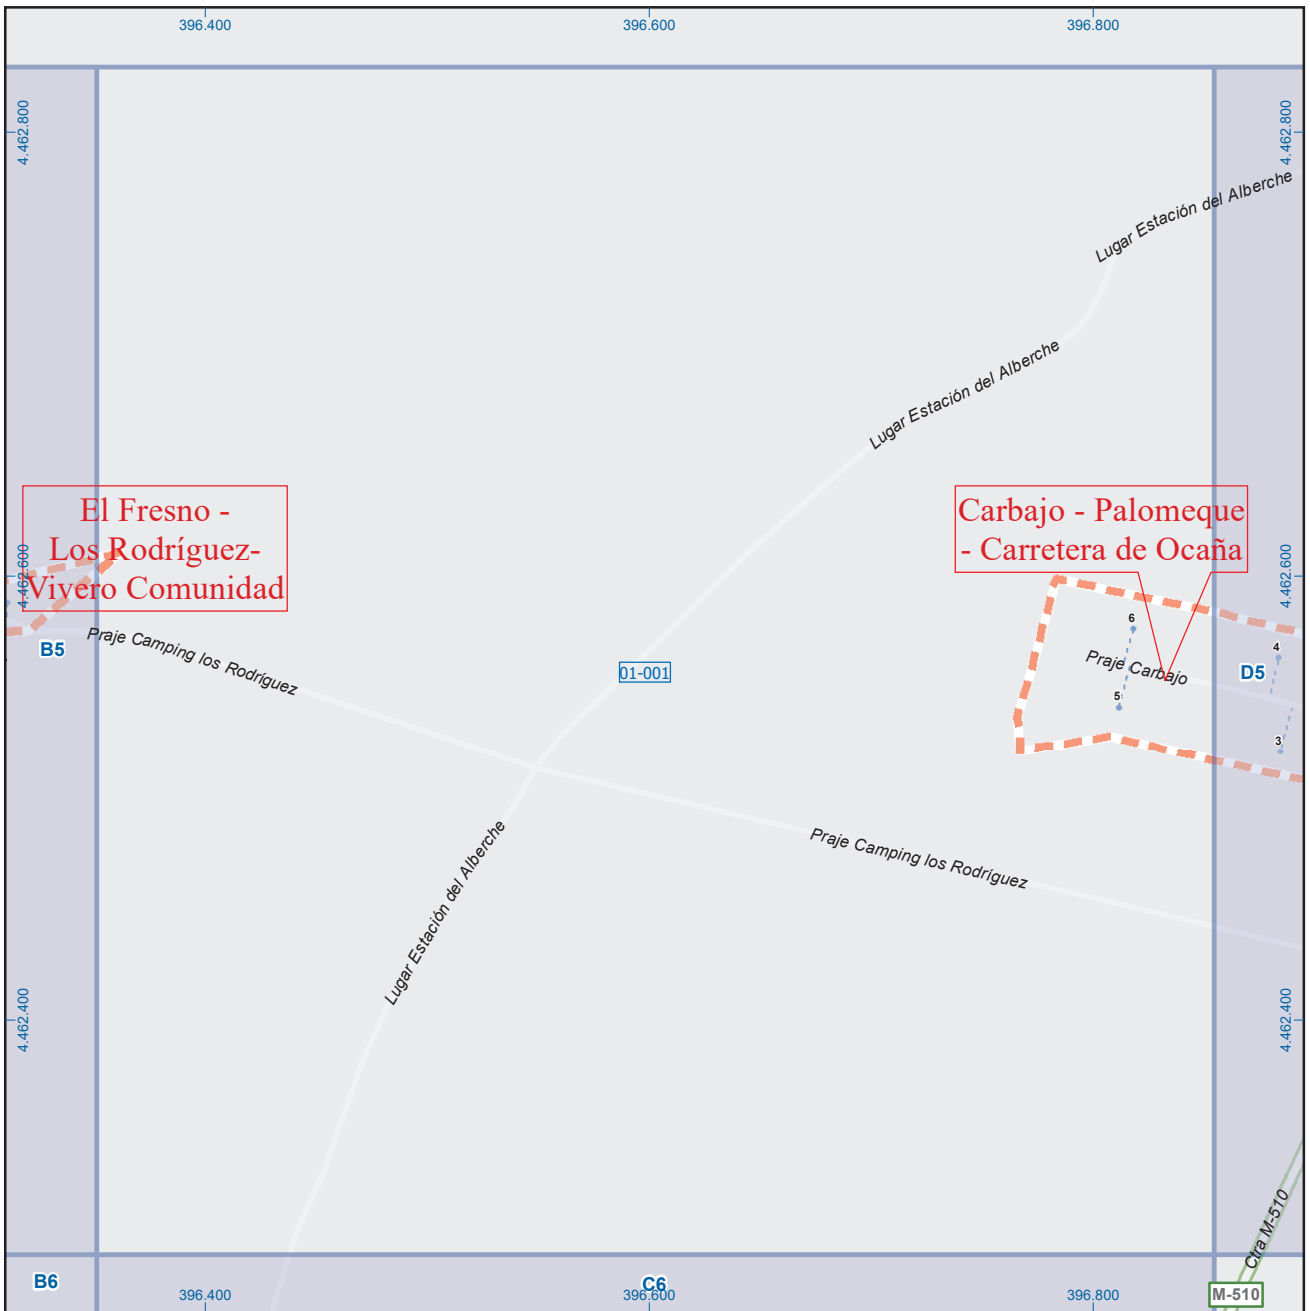 396.400
396.600
396.800
4.462.800
4.462.800
Lugar Estación del Alberche
Lugar Estación del Alberche
El Fresno -
Los Rodríguez-
Vivero Comunidad
Carbajo - Palomeque
- Carretera de Ocaña
4.462.600
4.462.600
6
Praje Camping los Rodríguez
B5
4
Praje Carbajo
01-001
D5
5
3
Praje Camping los Rodríguez
Lugar Estación del Alberche
4.462.400
4.462.400
Ctra M-510
B6
C6
396.400
396.600
396.800
M-510